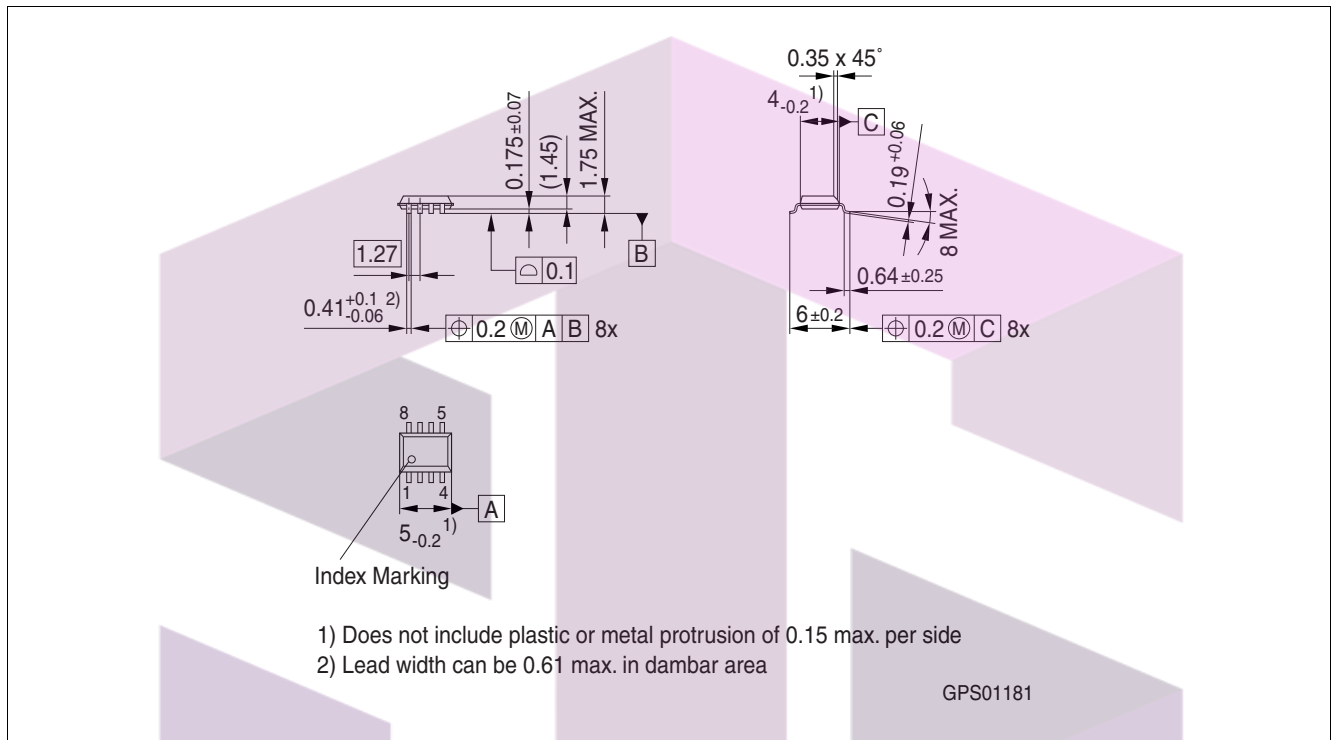 0.175±0.07
(1.45)
1.75 MAX.
B
1.27
⌓ 0.1
0.41 +0.1 -0.06 2)
⌖ 0.2 Ⓜ A B 8x
0.35 x 45˚
4 -0.2 1)
C
0.19 +0.06
8 MAX.
0.64 ±0.25
6 ±0.2
⌖ 0.2 Ⓜ C 8x
8 5
1 4
A
5 -0.2 1)
Index Marking
1) Does not include plastic or metal protrusion of 0.15 max. per side
2) Lead width can be 0.61 max. in dambar area
GPS01181